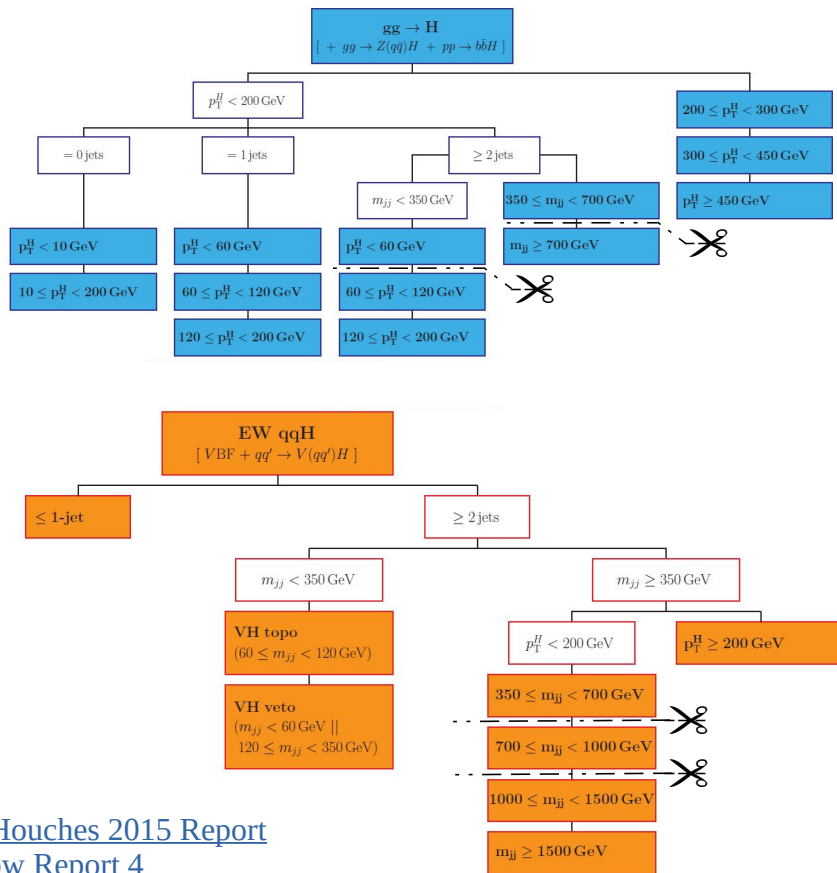 gg → H
[ + gg → Z(qq̄)H + pp → bb̄H ]
p_T^H < 200 GeV
= 0 jets
= 1 jets
≥ 2 jets
200 ≤ p_T^H < 300 GeV
300 ≤ p_T^H < 450 GeV
p_T^H ≥ 450 GeV
m_jj < 350 GeV
350 ≤ m_jj < 700 GeV
m_jj ≥ 700 GeV
p_T^H < 10 GeV
10 ≤ p_T^H < 200 GeV
p_T^H < 60 GeV
60 ≤ p_T^H < 120 GeV
120 ≤ p_T^H < 200 GeV
p_T^H < 60 GeV
60 ≤ p_T^H < 120 GeV
120 ≤ p_T^H < 200 GeV
EW qqH
[ VBF + qq′ → V(qq′)H ]
≤ 1-jet
≥ 2 jets
m_jj < 350 GeV
m_jj ≥ 350 GeV
VH topo
(60 ≤ m_jj < 120 GeV)
VH veto
(m_jj < 60 GeV ||
120 ≤ m_jj < 350 GeV)
p_T^H < 200 GeV
p_T^H ≥ 200 GeV
350 ≤ m_jj < 700 GeV
700 ≤ m_jj < 1000 GeV
1000 ≤ m_jj < 1500 GeV
m_jj ≥ 1500 GeV
Houches 2015 Report
ow Report 4